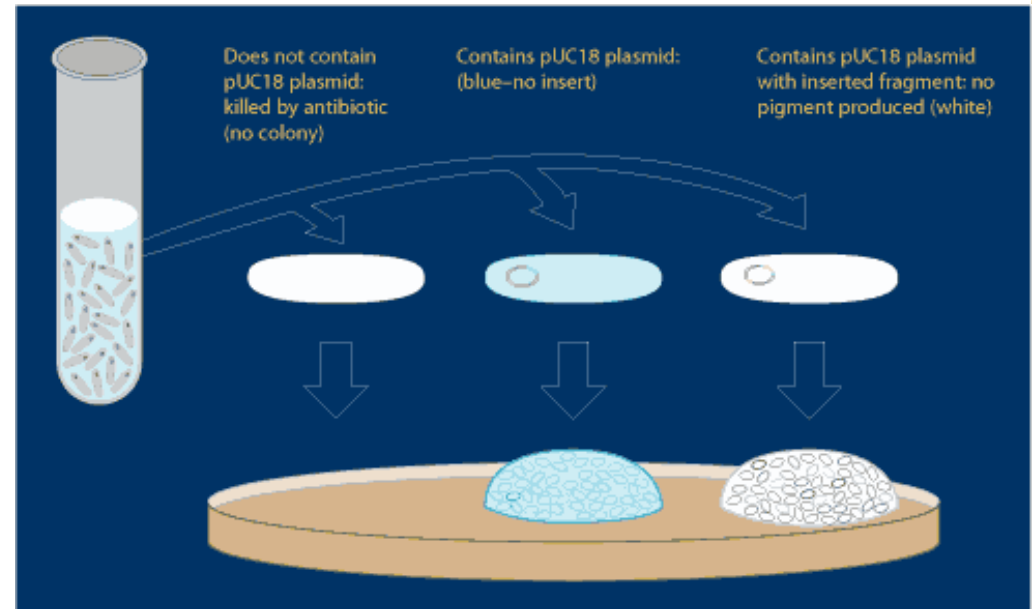 Does not contain
pUC18 plasmid:
killed by antibiotic
(no colony)
Contains pUC18 plasmid:
(blue–no insert)
Contains pUC18 plasmid
with inserted fragment: no
pigment produced (white)